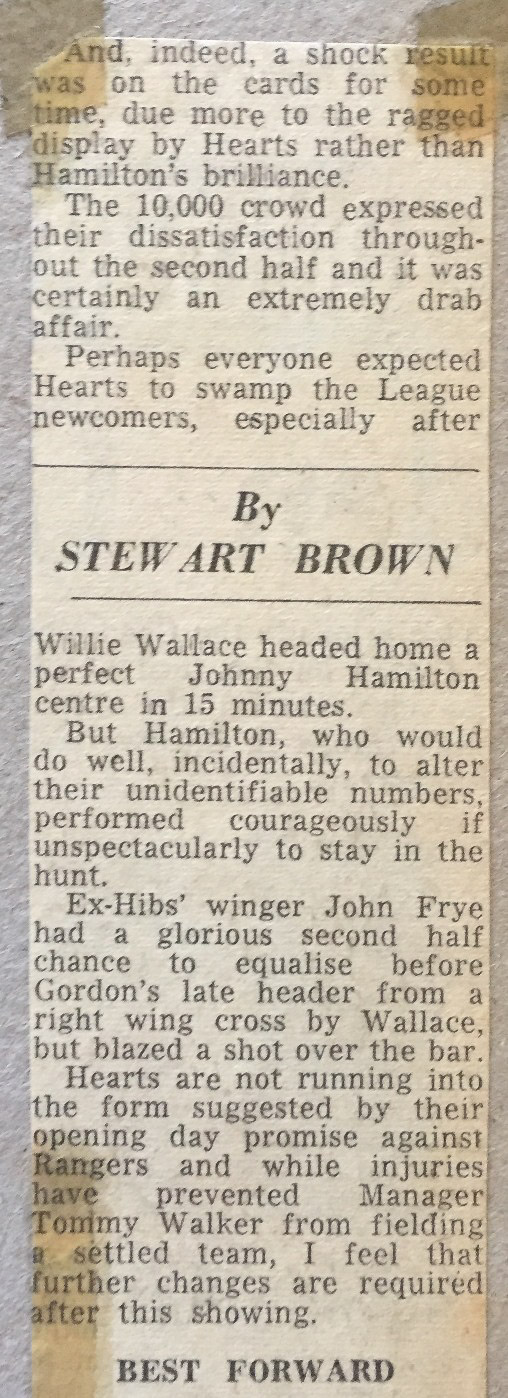 And, indeed, a shock result
was on the cards for some
time, due more to the ragged
display by Hearts rather than
Hamilton's brilliance.
The 10,000 crowd expressed
their dissatisfaction through-
out the second half and it was
certainly an extremely drab
affair.
Perhaps everyone expected
Hearts to swamp the League
newcomers, especially after
By
STEWART BROWN
Willie Wallace headed home a
perfect Johnny Hamilton
centre in 15 minutes.
But Hamilton, who would
do well, incidentally, to alter
their unidentifiable numbers,
performed courageously if
unspectacularly to stay in the
hunt.
Ex-Hibs' winger John Frye
had a glorious second half
chance to equalise before
Gordon's late header from a
right wing cross by Wallace,
but blazed a shot over the bar.
Hearts are not running into
the form suggested by their
opening day promise against
Rangers and while injuries
have prevented Manager
Tommy Walker from fielding
a settled team, I feel that
further changes are required
after this showing.
BEST FORWARD